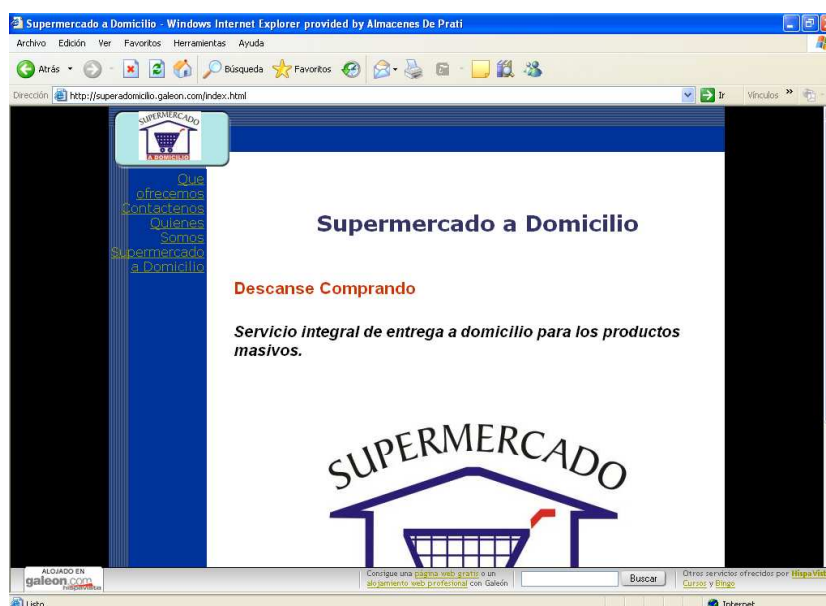 Supermercado a Domicilio - Windows Internet Explorer provided by Almacenes De Prati
Archivo Edición Ver Favoritos Herramientas Ayuda
Atrás Búsqueda Favoritos
Dirección http://superadomicilio.galeon.com/index.html Ir Vínculos »
SUPERMERCADO
A DOMICILIO
Que
ofrecemos
Contactenos
Quienes
Somos
Supermercado
a Domicilio
Supermercado a Domicilio
Descanse Comprando
Servicio integral de entrega a domicilio para los productos
masivos.
SUPERMERCADO
ALOJADO EN
galeon.com
hispavista
Consigue una pagina web gratis o un
alojamiento web profesional con Galeón
Buscar
Otros servicios ofrecidos por HispaVist
Cursos y Bingo
Listo Internet